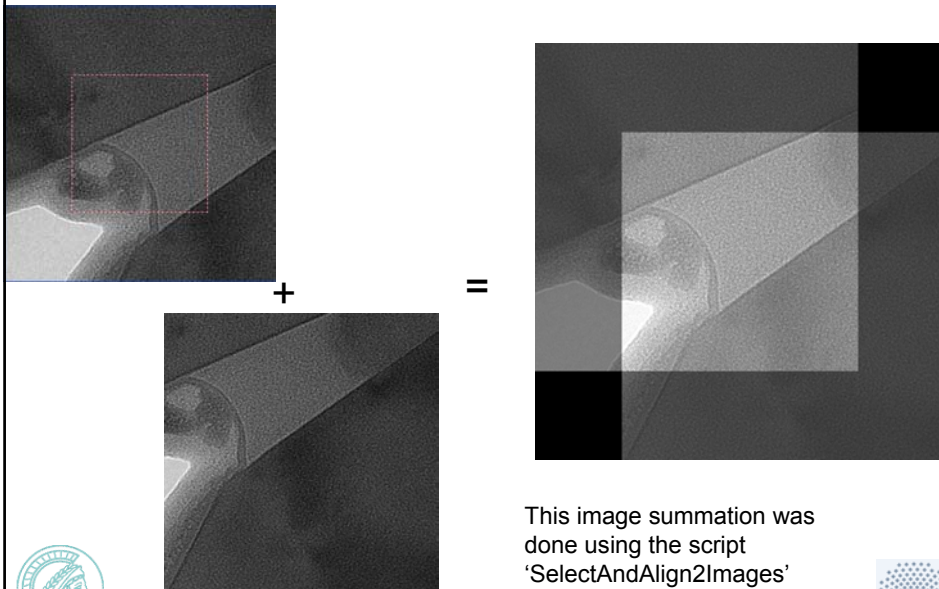 +
=
This image summation was
done using the script
‘SelectAndAlign2Images’